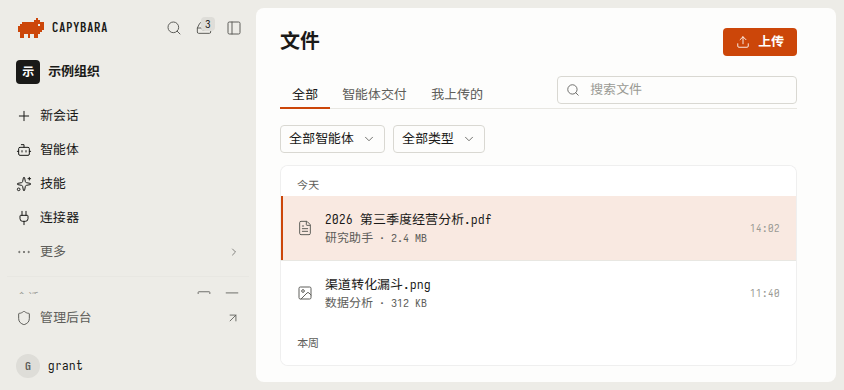 CAPYBARA
3
示 示例组织
新会话
智能体
技能
连接器
更多
管理后台
G grant
文件
上传
全部 智能体交付 我上传的
搜索文件
全部智能体 全部类型
今天
2026 第三季度经营分析.pdf
研究助手 · 2.4 MB
14:02
渠道转化漏斗.png
数据分析 · 312 KB
11:40
本周